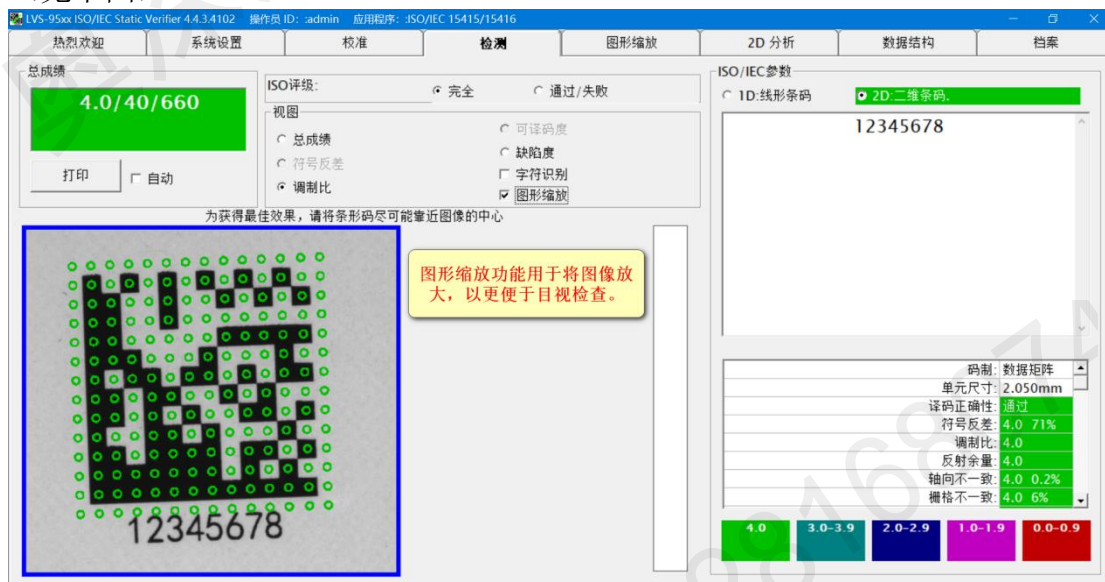 LVS-95xx ISO/IEC Static Verifier 4.4.3.4102 操作员 ID: :admin 应用程序: :ISO/IEC 15415/15416
热烈欢迎 系统设置 校准 检测 图形缩放 2D 分析 数据结构 档案
总成绩
4.0/40/660
打印
自动
ISO评级:
完全
通过/失败
视图
总成绩
符号反差
调制比
可译码度
缺陷度
字符识别
图形缩放
为获得最佳效果，请将条形码尽可能靠近图像的中心
12345678
图形缩放功能用于将图像放
大，以更便于目视检查。
ISO/IEC参数
1D:线形条码
2D:二维条码.
12345678
码制: 数据矩阵
单元尺寸: 2.050mm
译码正确性: 通过
符号反差: 4.0 71%
调制比: 4.0
反射余量: 4.0
轴向不一致: 4.0 0.2%
栅格不一致: 4.0 6%
4.0 3.0-3.9 2.0-2.9 1.0-1.9 0.0-0.9